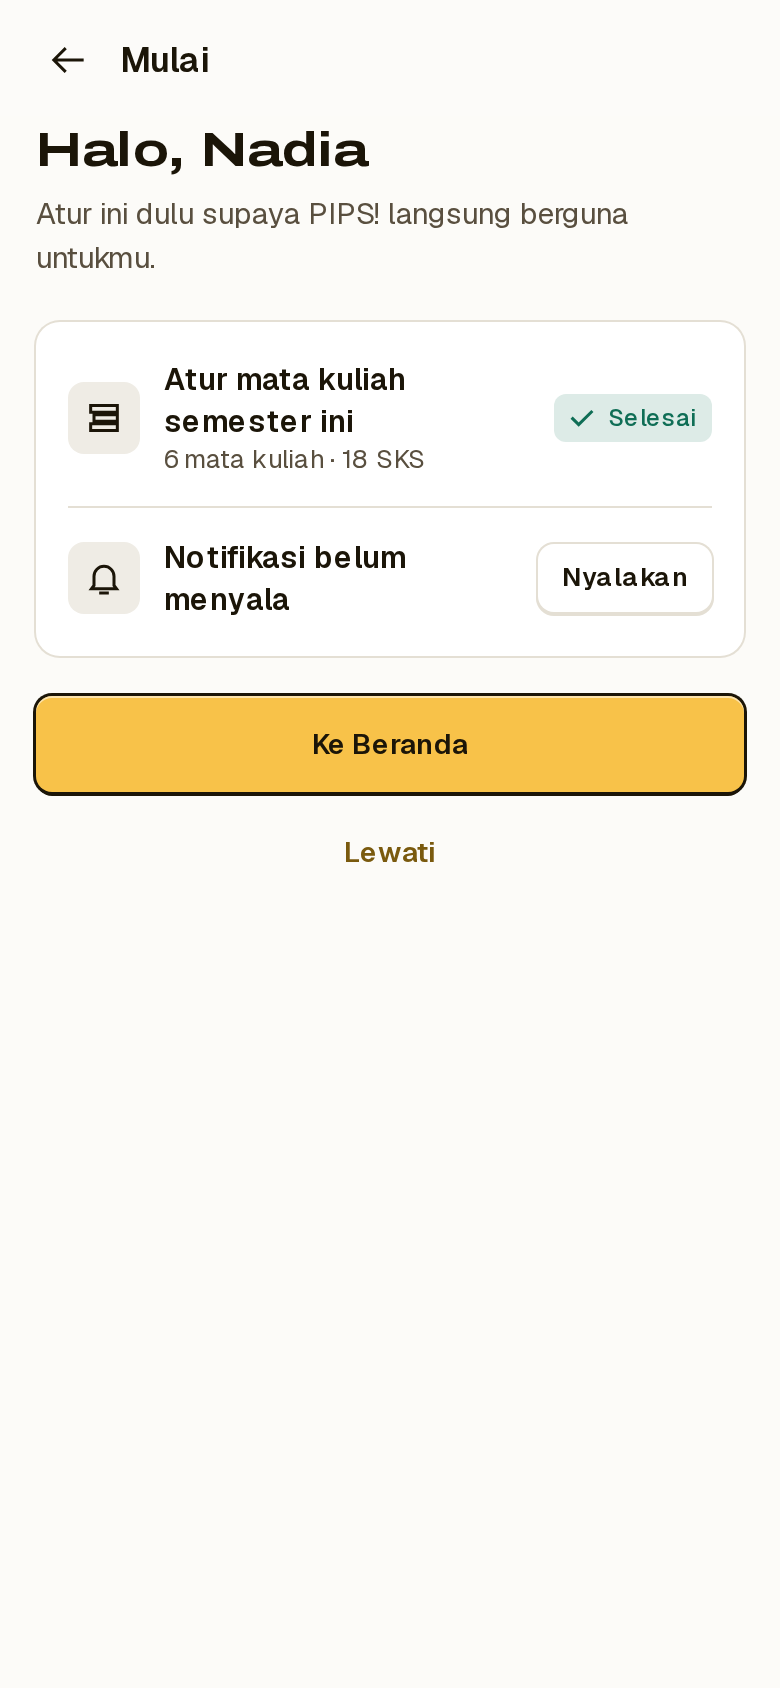 Mulai
Halo, Nadia
Atur ini dulu supaya PIPS! langsung berguna
untukmu.
Atur mata kuliah
semester ini
6 mata kuliah · 18 SKS
Selesai
Notifikasi belum
menyala
Nyalakan
Ke Beranda
Lewati